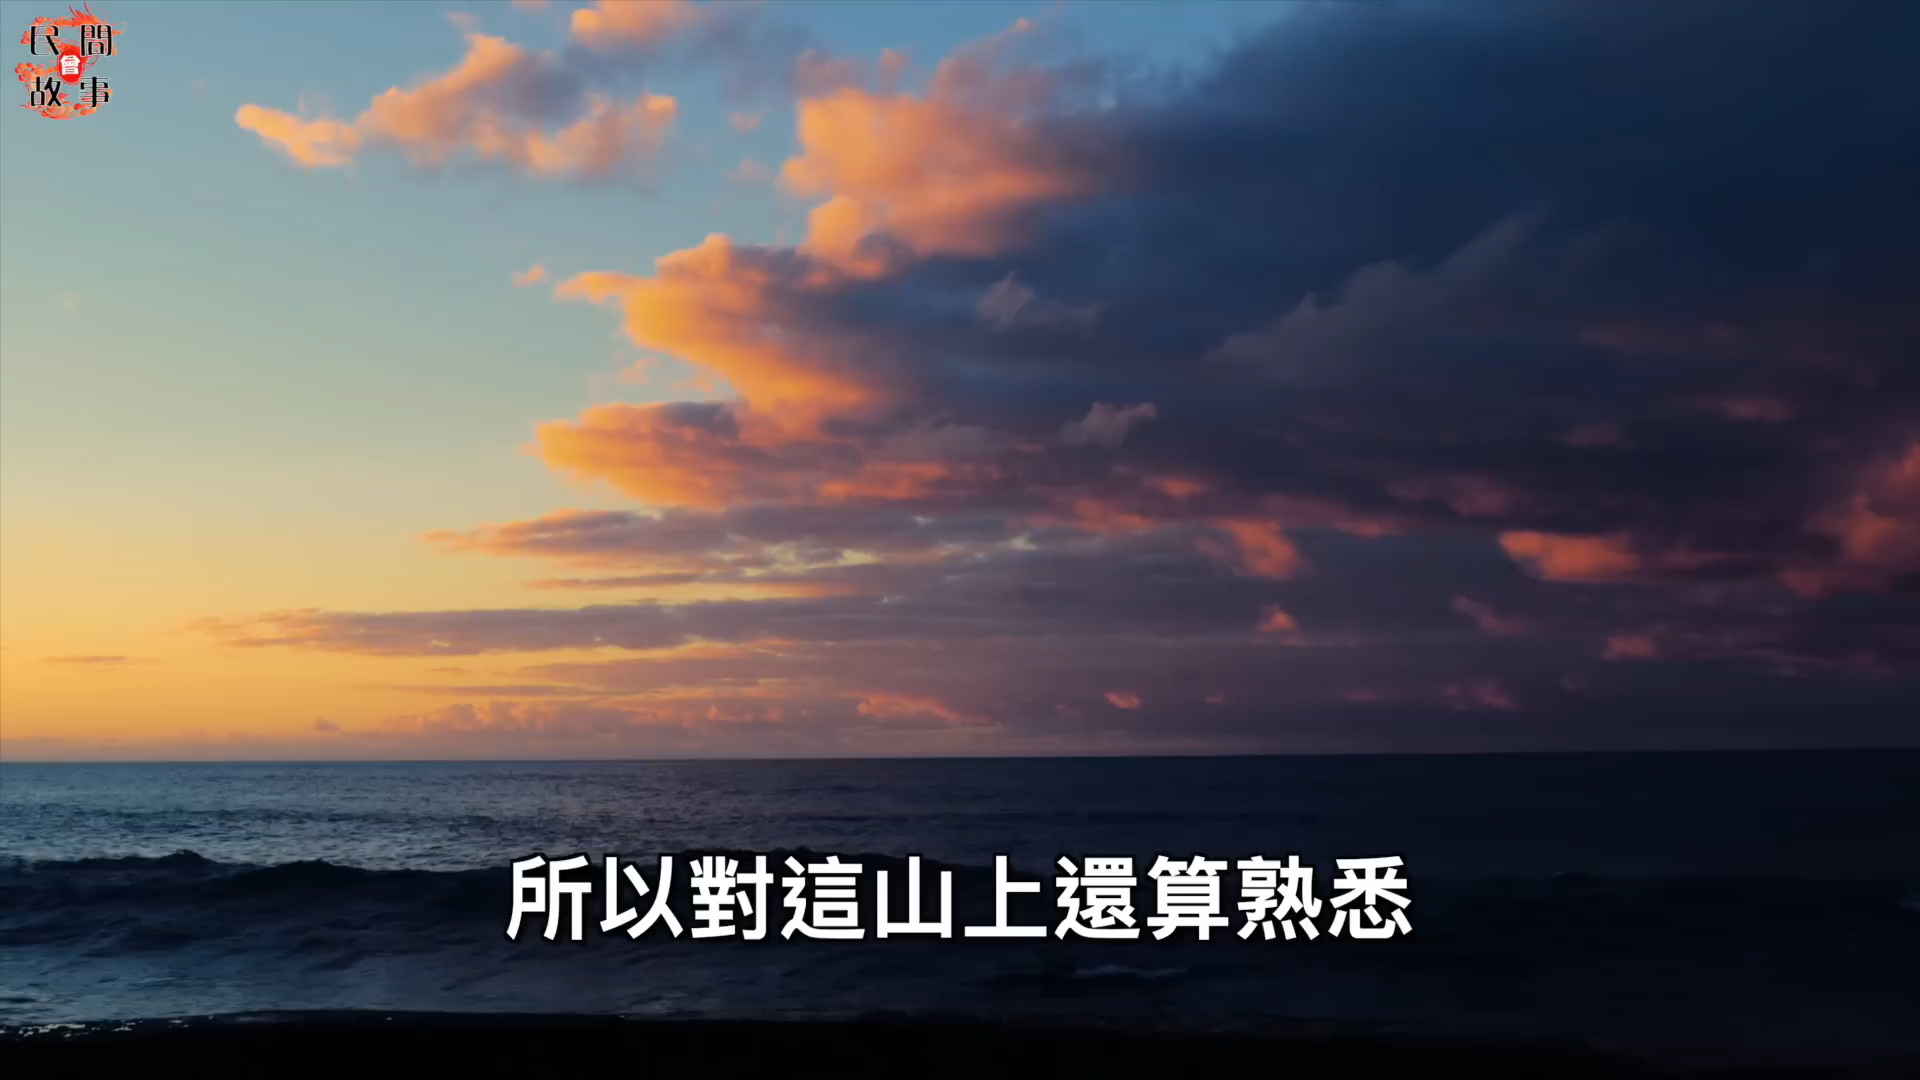 民間
會
故事
所以對這山上還算熟悉